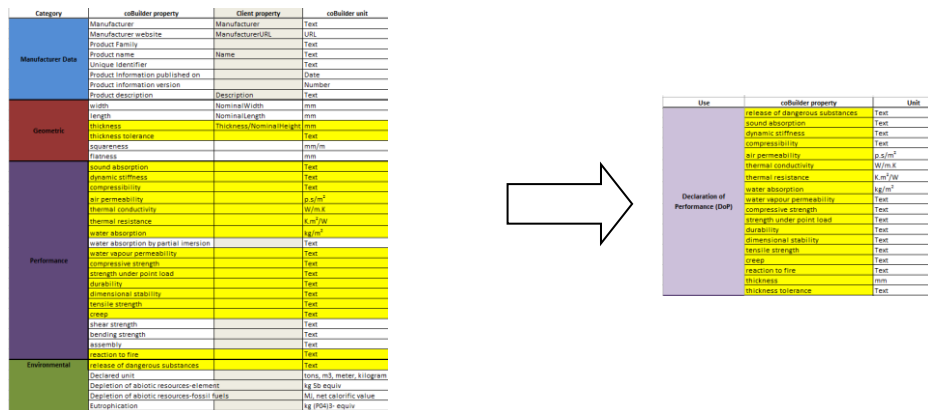 Category coBuilder property Client property coBuilder unit
Manufacturer Data
Manufacturer Manufacturer Text
Manufacturer website ManufacturerURL URL
Product Family Text
Product name Name Text
Unique Identifier Text
Product Information published on Date
Product information version Number
Product description Description Text
Geometric
width NominalWidth mm
length NominalLength mm
thickness Thickness/NominalHeight mm
thickness tolerance Text
squareness mm/m
flatness mm
Performance
sound absorption Text
dynamic stiffness Text
compressibility Text
air permeability p.s/m²
thermal conductivity W/m.K
thermal resistance K.m²/W
water absorption kg/m²
water absorption by partial imersion Text
water vapour permeability Text
compressive strength Text
strength under point load Text
durability Text
dimensional stability Text
tensile strength Text
creep Text
shear strength Text
bending strength Text
assembly Text
reaction to fire Text
Environmental release of dangerous substances Text
Declared unit tons, m3, meter, kilogram
Depletion of abiotic resources-element kg Sb equiv
Depletion of abiotic resources-fossil fuels MJ, net calorific value
Eutrophication kg (PO4)3- equiv
Use coBuilder property Unit
Declaration of
Performance (DoP)
release of dangerous substances Text
sound absorption Text
dynamic stiffness Text
compressibility Text
air permeability p.s/m²
thermal conductivity W/m.K
thermal resistance K.m²/W
water absorption kg/m²
water vapour permeability Text
compressive strength Text
strength under point load Text
durability Text
dimensional stability Text
tensile strength Text
creep Text
reaction to fire Text
thickness mm
thickness tolerance Text